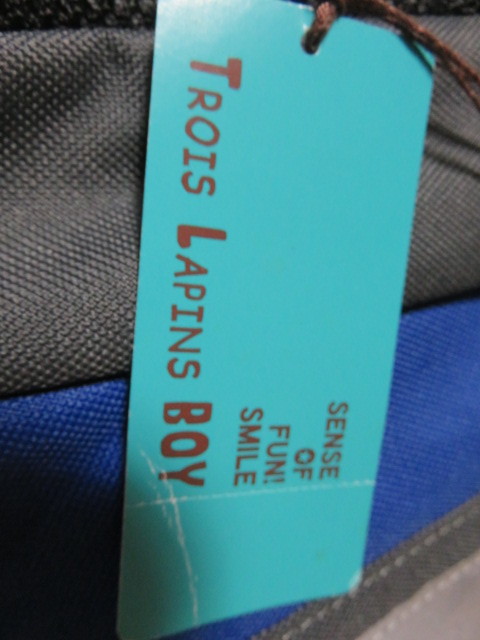 SENSE
OF
FUN!
SMILE
TROIS LAPINS BOY